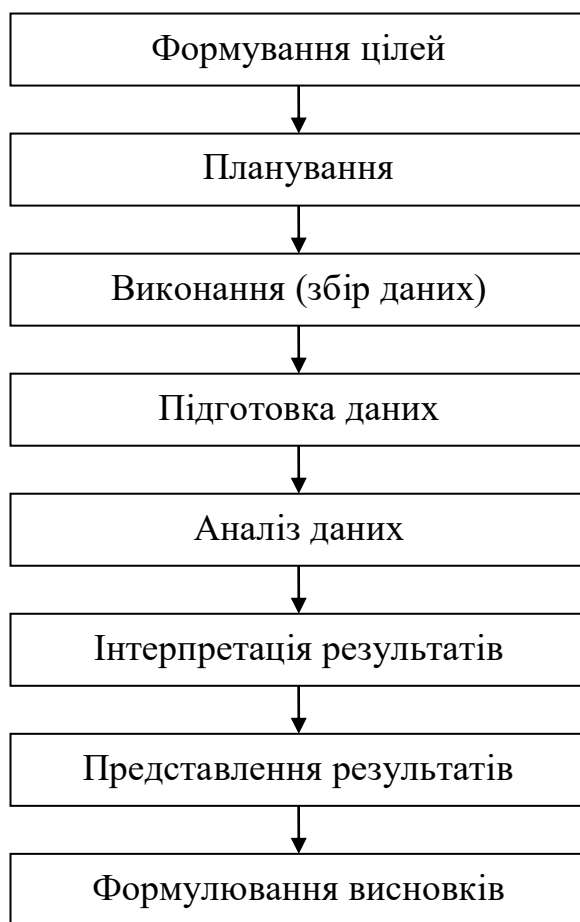 Формування цілей
Планування
Виконання (збір даних)
Підготовка даних
Аналіз даних
Інтерпретація результатів
Представлення результатів
Формулювання висновків